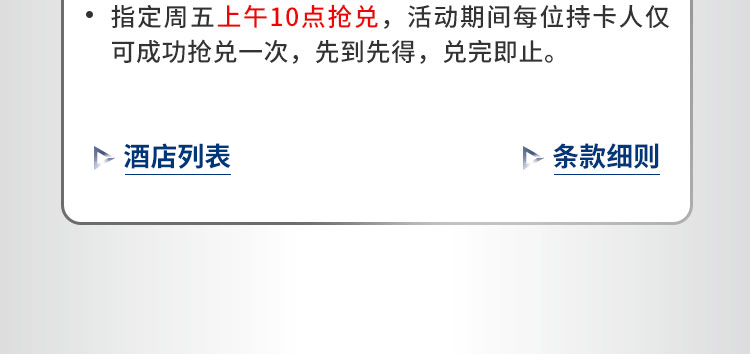 • 指定周五上午10点抢兑，活动期间每位持卡人仅
可成功抢兑一次，先到先得，兑完即止。
酒店列表
条款细则